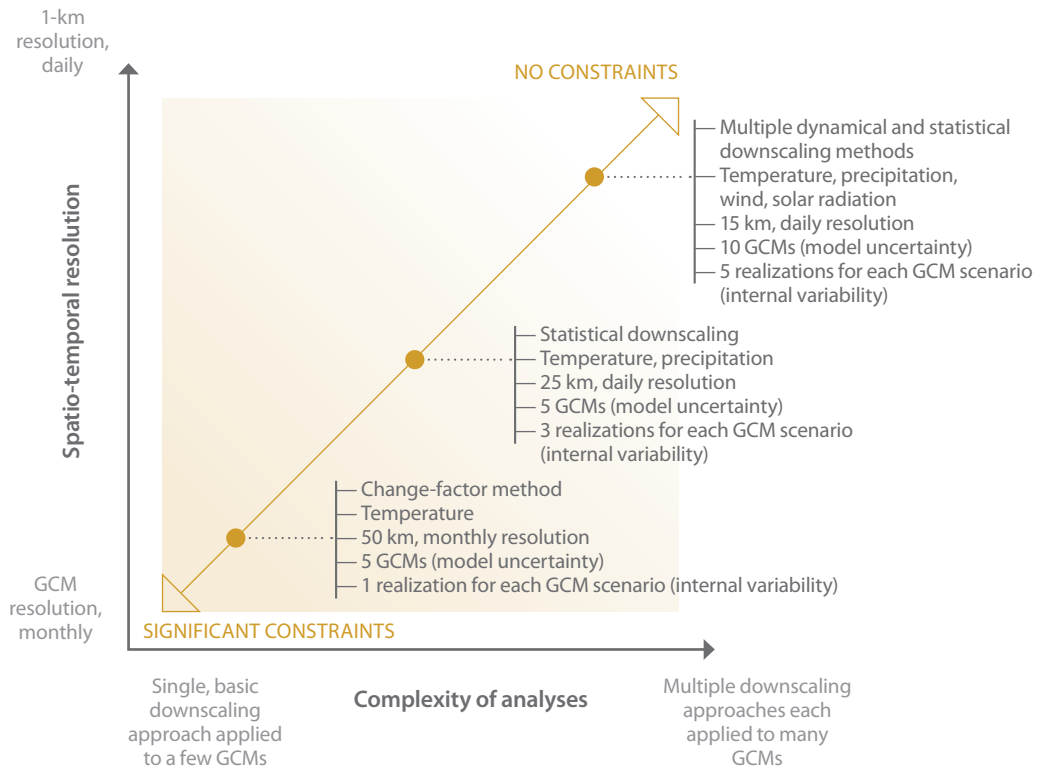 1-km
resolution,
daily
NO CONSTRAINTS
Multiple dynamical and statistical
downscaling methods
Temperature, precipitation,
wind, solar radiation
15 km, daily resolution
10 GCMs (model uncertainty)
5 realizations for each GCM scenario
(internal variability)
Spatio-temporal resolution
Statistical downscaling
Temperature, precipitation
25 km, daily resolution
5 GCMs (model uncertainty)
3 realizations for each GCM scenario
(internal variability)
Change-factor method
Temperature
50 km, monthly resolution
5 GCMs (model uncertainty)
1 realization for each GCM scenario (internal variability)
GCM
resolution,
monthly
SIGNIFICANT CONSTRAINTS
Single, basic
downscaling
approach applied
to a few GCMs
Complexity of analyses
Multiple downscaling
approaches each
applied to many
GCMs